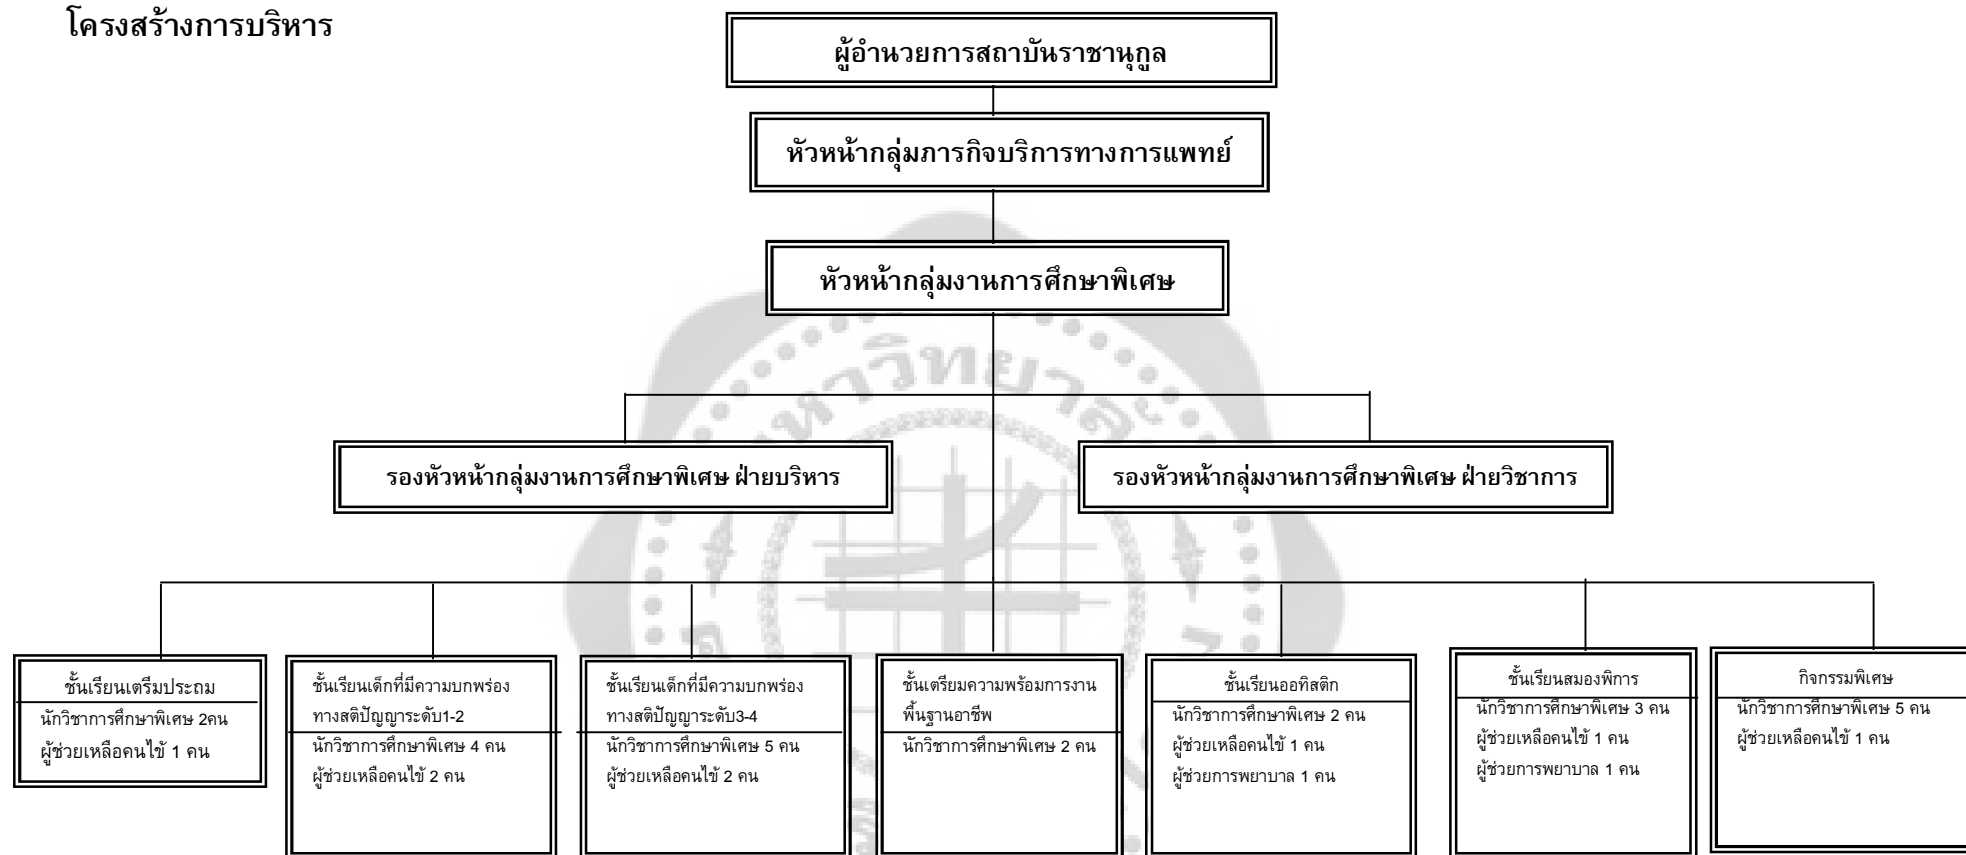 โครงสร้างการบริหาร
ผู้อำนวยการสถาบันราชานุกูล
หัวหน้ากลุ่มภารกิจบริการทางการแพทย์
หัวหน้ากลุ่มงานการศึกษาพิเศษ
รองหัวหน้ากลุ่มงานการศึกษาพิเศษ ฝ่ายบริหาร
รองหัวหน้ากลุ่มงานการศึกษาพิเศษ ฝ่ายวิชาการ
ชั้นเรียนเตรีมประถม
นักวิชาการศึกษาพิเศษ 2คน
ผู้ช่วยเหลือคนไข้ 1 คน
ชั้นเรียนเด็กที่มีความบกพร่อง
ทางสติปัญญาระดับ1-2
นักวิชาการศึกษาพิเศษ 4 คน
ผู้ช่วยเหลือคนไข้ 2 คน
ชั้นเรียนเด็กที่มีความบกพร่อง
ทางสติปัญญาระดับ3-4
นักวิชาการศึกษาพิเศษ 5 คน
ผู้ช่วยเหลือคนไข้ 2 คน
ชั้นเตรียมความพร้อมการงาน
พื้นฐานอาชีพ
นักวิชาการศึกษาพิเศษ 2 คน
ชั้นเรียนออทิสติก
นักวิชาการศึกษาพิเศษ 2 คน
ผู้ช่วยเหลือคนไข้ 1 คน
ผู้ช่วยการพยาบาล 1 คน
ชั้นเรียนสมองพิการ
นักวิชาการศึกษาพิเศษ 3 คน
ผู้ช่วยเหลือคนไข้ 1 คน
ผู้ช่วยการพยาบาล 1 คน
กิจกรรมพิเศษ
นักวิชาการศึกษาพิเศษ 5 คน
ผู้ช่วยเหลือคนไข้ 1 คน